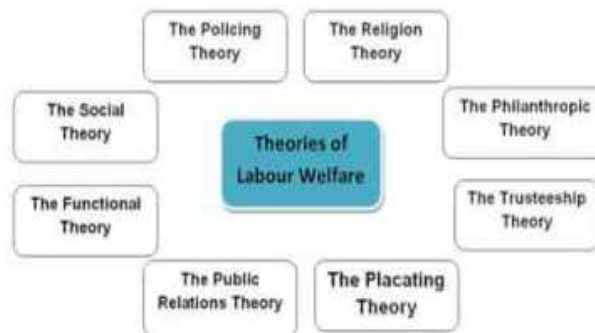 The Policing
Theory
The Religion
Theory
The Social
Theory
The Philanthropic
Theory
Theories of
Labour Welfare
The Functional
Theory
The Trusteeship
Theory
The Public
Relations Theory
The Placating
Theory